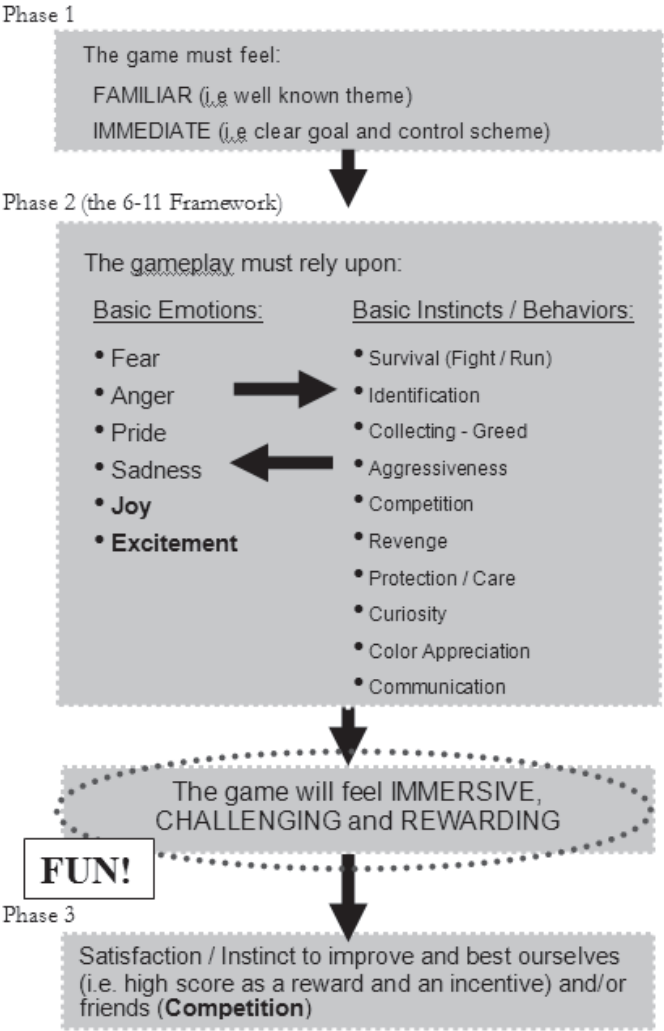 Phase 1
The game must feel:
FAMILIAR (i,e well known theme)
IMMEDIATE (i,e clear goal and control scheme)
Phase 2 (the 6-11 Framework)
The gameplay must rely upon:
Basic Emotions:
• Fear
• Anger
• Pride
• Sadness
• Joy
• Excitement
Basic Instincts / Behaviors:
• Survival (Fight / Run)
• Identification
• Collecting - Greed
• Aggressiveness
• Competition
• Revenge
• Protection / Care
• Curiosity
• Color Appreciation
• Communication
The game will feel IMMERSIVE,
CHALLENGING and REWARDING
FUN!
Phase 3
Satisfaction / Instinct to improve and best ourselves
(i.e. high score as a reward and an incentive) and/or
friends (Competition)